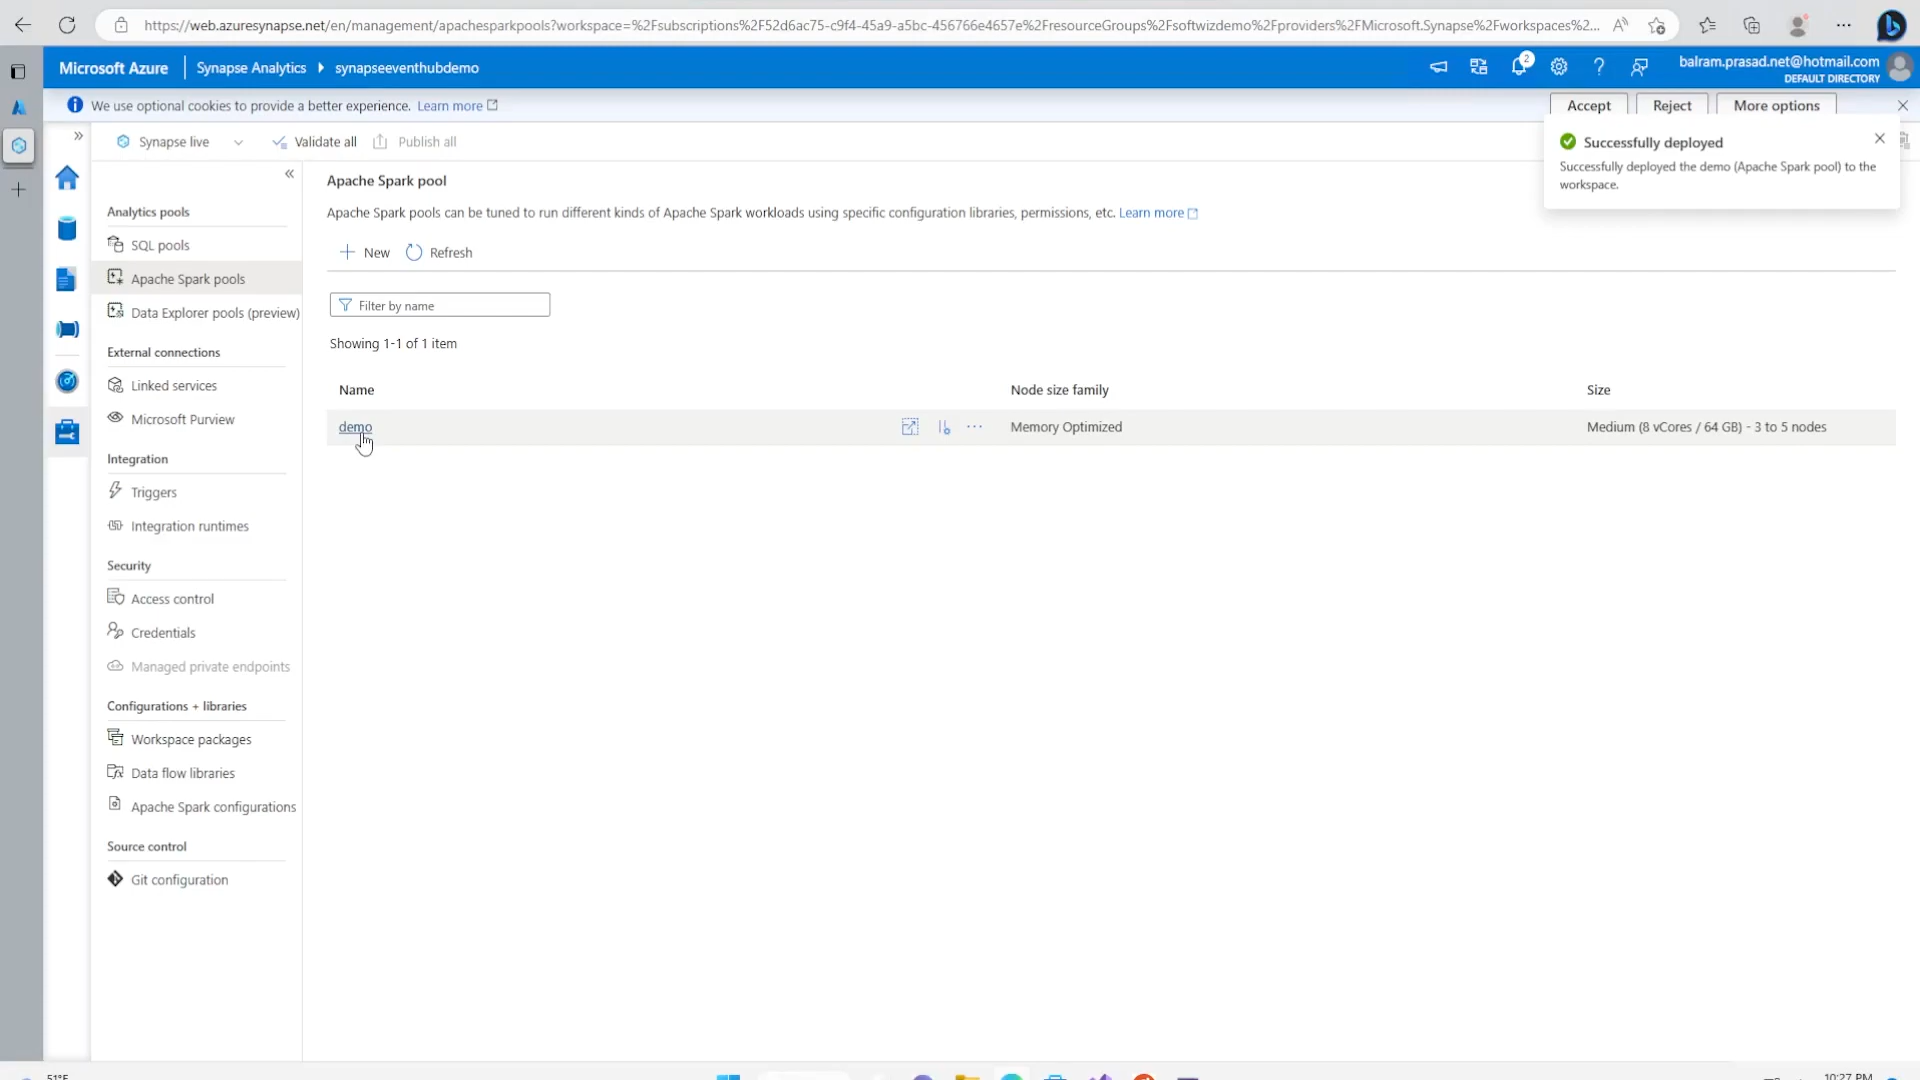 https://web.azuresynapse.net/en/management/apachesparkpools?workspace=%2Fsubscriptions%2F52d6ac75-c9f4-45a9-a5bc-456766e4657e%2FresourceGroups%2Fsoftwizdemo%2Fproviders%2FMicrosoft.Synapse%2Fworkspaces%2...
Microsoft Azure
Synapse Analytics
synapseeventhubdemo
2
balram.prasad.net@hotmail.com
DEFAULT DIRECTORY
We use optional cookies to provide a better experience. Learn more
Accept
Reject
More options
Synapse live
Validate all
Publish all
Successfully deployed
Successfully deployed the demo (Apache Spark pool) to the
workspace.
Analytics pools
SQL pools
Apache Spark pools
Data Explorer pools (preview)
External connections
Linked services
Microsoft Purview
Integration
Triggers
Integration runtimes
Security
Access control
Credentials
Managed private endpoints
Configurations + libraries
Workspace packages
Data flow libraries
Apache Spark configurations
Source control
Git configuration
Apache Spark pool
Apache Spark pools can be tuned to run different kinds of Apache Spark workloads using specific configuration libraries, permissions, etc. Learn more
New
Refresh
Filter by name
Showing 1-1 of 1 item
Name
Node size family
Size
demo
Memory Optimized
Medium (8 vCores / 64 GB) - 3 to 5 nodes
51°F
10:27 PM